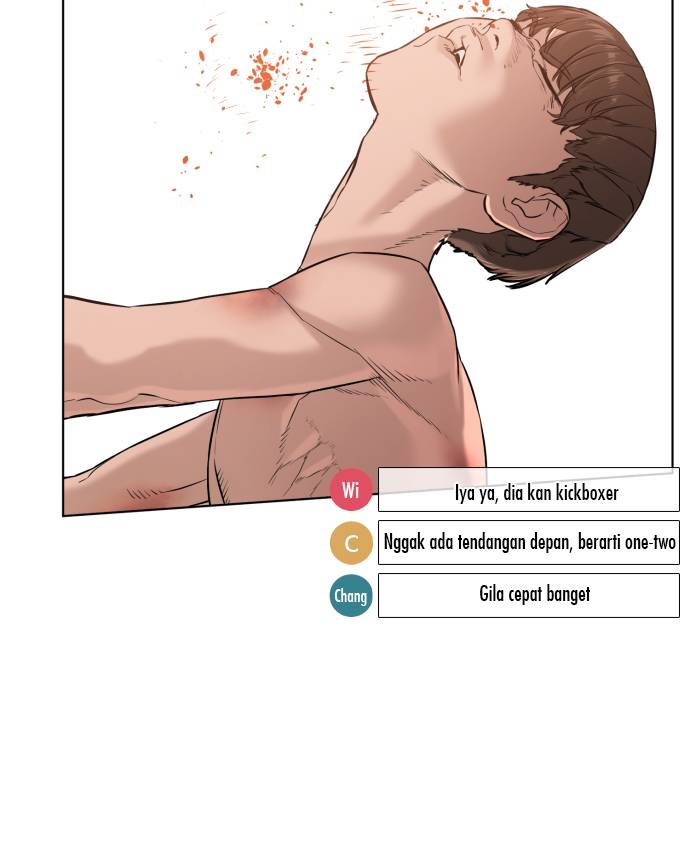 Wi Iya ya, dia kan kickboxer
C Nggak ada tendangan depan, berarti one-two
Chang Gila cepat banget